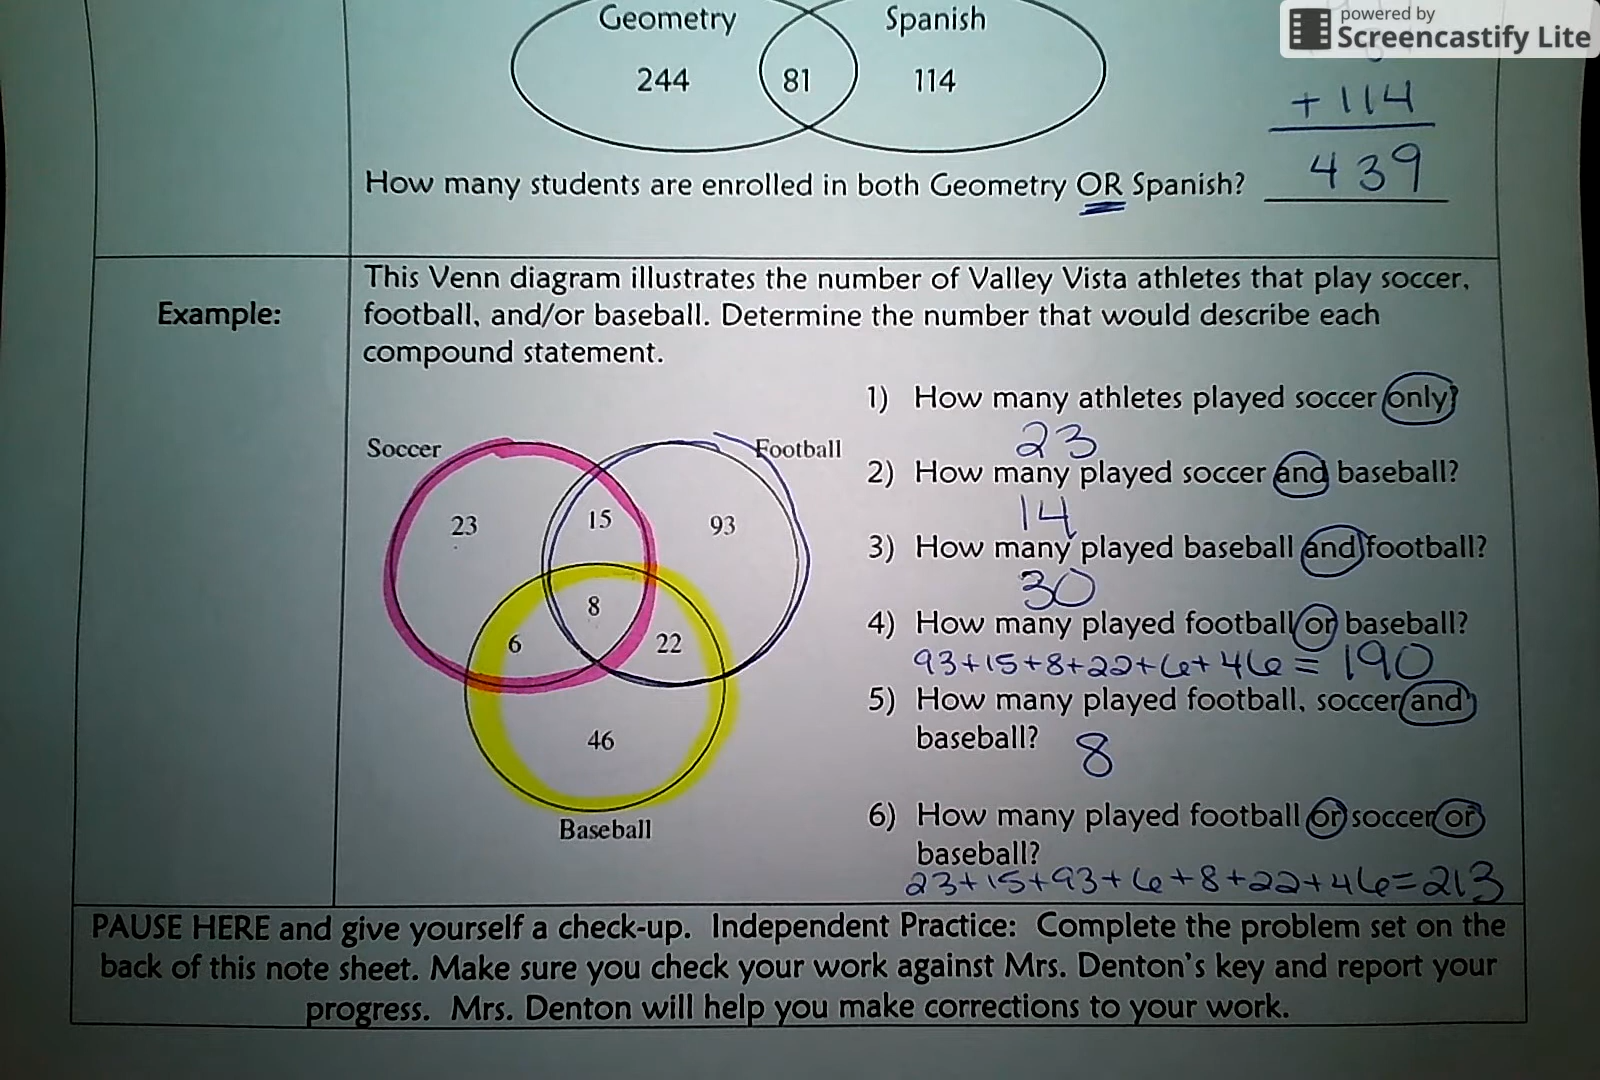 powered by
Screencastify Lite
Geometry
Spanish
244
81
114
+114
How many students are enrolled in both Geometry OR Spanish?
439
Example:
This Venn diagram illustrates the number of Valley Vista athletes that play soccer,
football, and/or baseball. Determine the number that would describe each
compound statement.
Soccer
Football
23
15
93
8
6
22
46
Baseball
1) How many athletes played soccer only?
23
2) How many played soccer and baseball?
14
3) How many played baseball and football?
30
4) How many played football or baseball?
93+15+8+22+6+46=190
5) How many played football, soccer and
baseball? 8
6) How many played football or soccer or
baseball?
23+15+93+6+8+22+46=213
PAUSE HERE and give yourself a check-up. Independent Practice: Complete the problem set on the
back of this note sheet. Make sure you check your work against Mrs. Denton's key and report your
progress. Mrs. Denton will help you make corrections to your work.